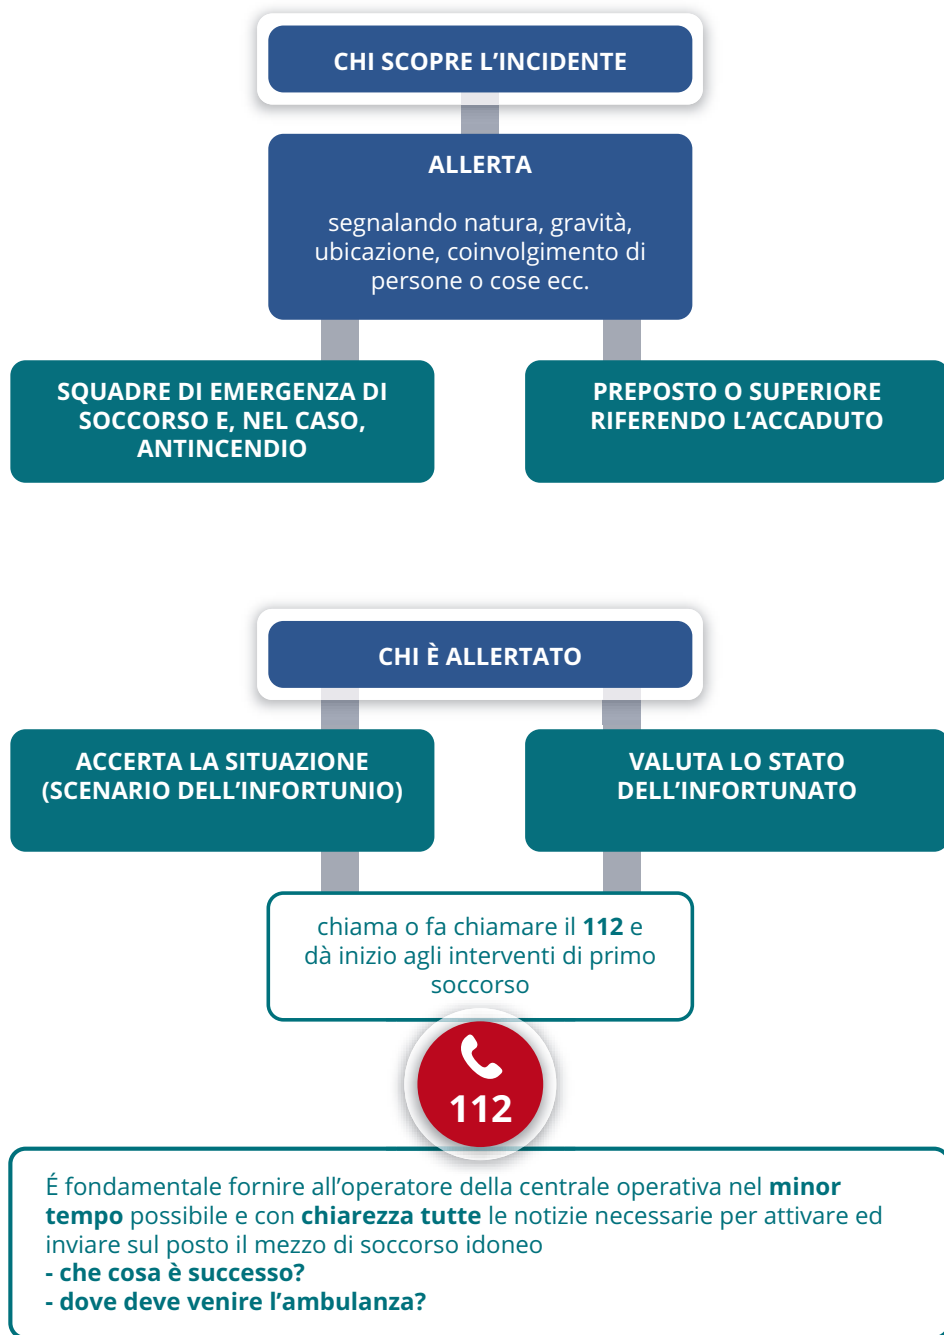 CHI SCOPRE L'INCIDENTE
ALLERTA
segnalando natura, gravità,
ubicazione, coinvolgimento di
persone o cose ecc.
SQUADRE DI EMERGENZA DI
SOCCORSO E, NEL CASO,
ANTINCENDIO
PREPOSTO O SUPERIORE
RIFERENDO L'ACCADUTO
CHI È ALLERTATO
ACCERTA LA SITUAZIONE
(SCENARIO DELL'INFORTUNIO)
VALUTA LO STATO
DELL'INFORTUNATO
chiama o fa chiamare il 112 e
dà inizio agli interventi di primo
soccorso
112
É fondamentale fornire all'operatore della centrale operativa nel minor
tempo possibile e con chiarezza tutte le notizie necessarie per attivare ed
inviare sul posto il mezzo di soccorso idoneo
- che cosa è successo?
- dove deve venire l'ambulanza?